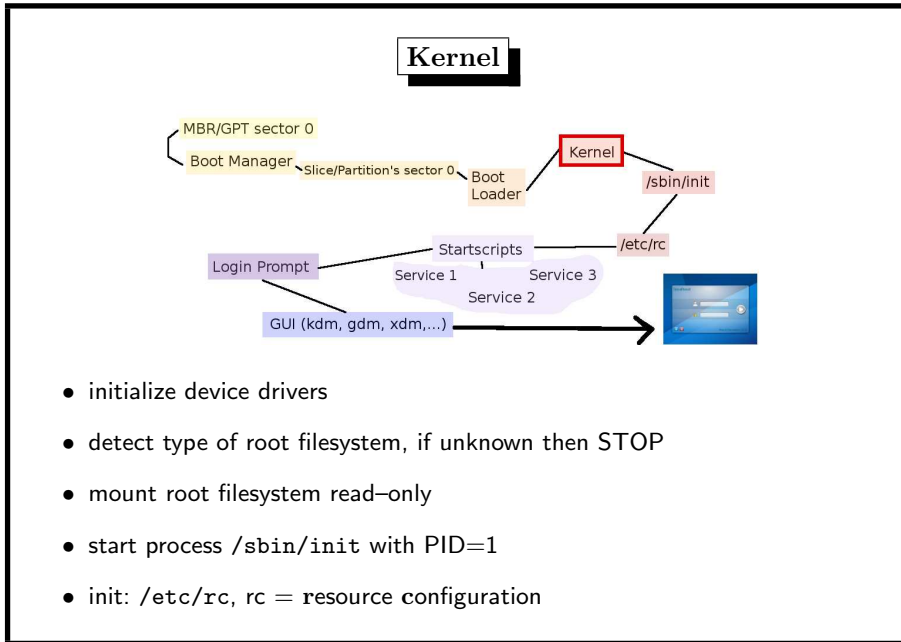 Kernel
MBR/GPT sector 0
Boot Manager
Slice/Partition's sector 0
Boot
Loader
Kernel
/sbin/init
/etc/rc
Startscripts
Service 1
Service 3
Service 2
Login Prompt
GUI (kdm, gdm, xdm,...)
• initialize device drivers
• detect type of root filesystem, if unknown then STOP
• mount root filesystem read–only
• start process /sbin/init with PID=1
• init: /etc/rc, rc = resource configuration